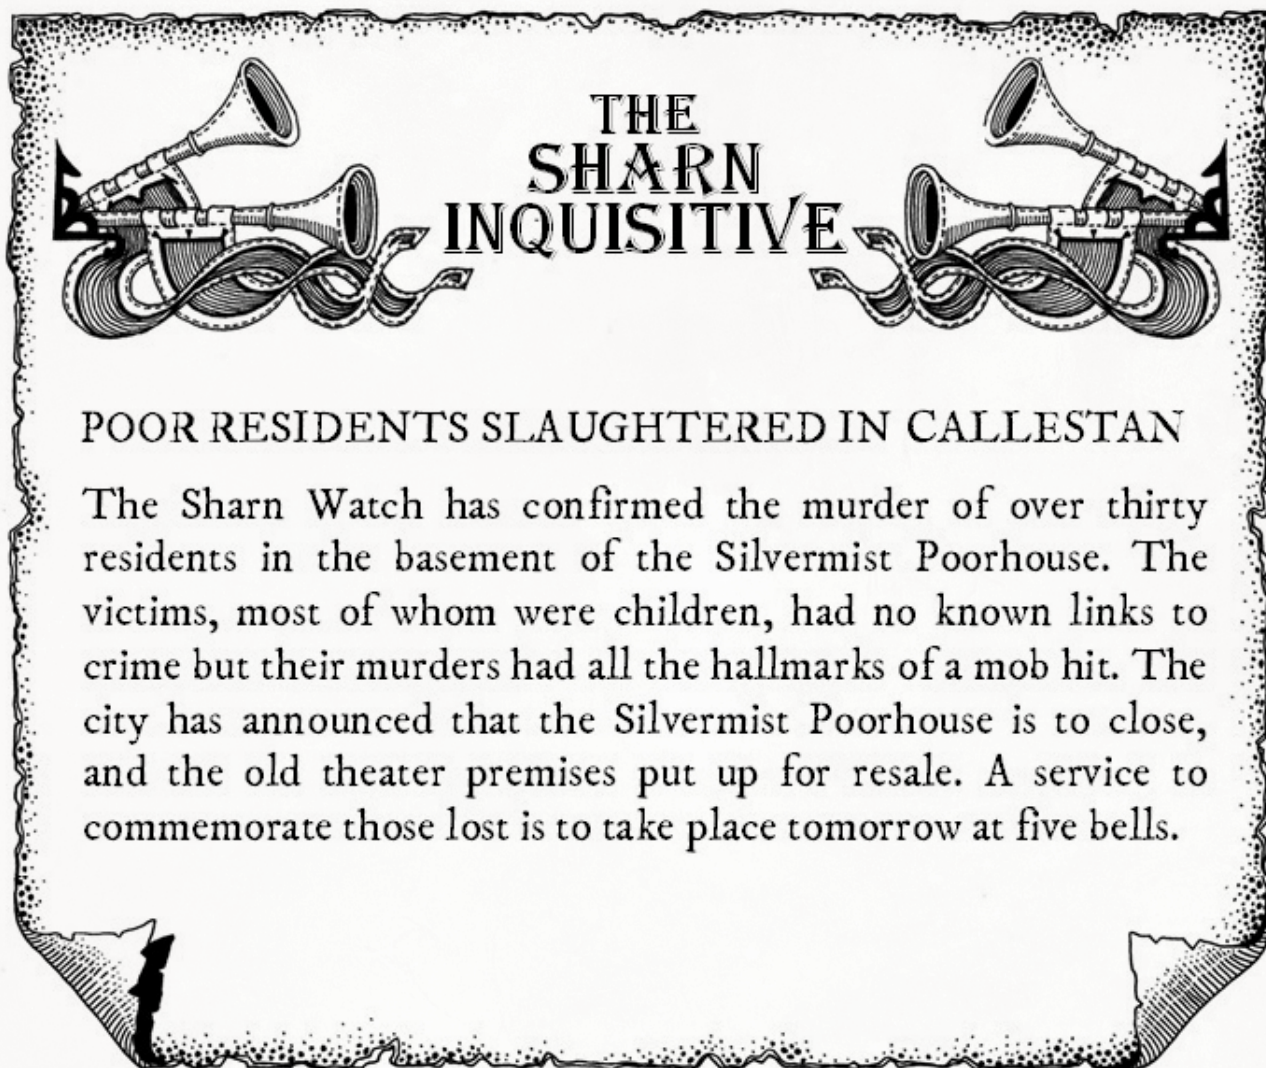 THE
SHARN
INQUISITIVE
POOR RESIDENTS SLAUGHTERED IN CALLESTAN
The Sharn Watch has confirmed the murder of over thirty
residents in the basement of the Silvermist Poorhouse. The
victims, most of whom were children, had no known links to
crime but their murders had all the hallmarks of a mob hit. The
city has announced that the Silvermist Poorhouse is to close,
and the old theater premises put up for resale. A service to
commemorate those lost is to take place tomorrow at five bells.